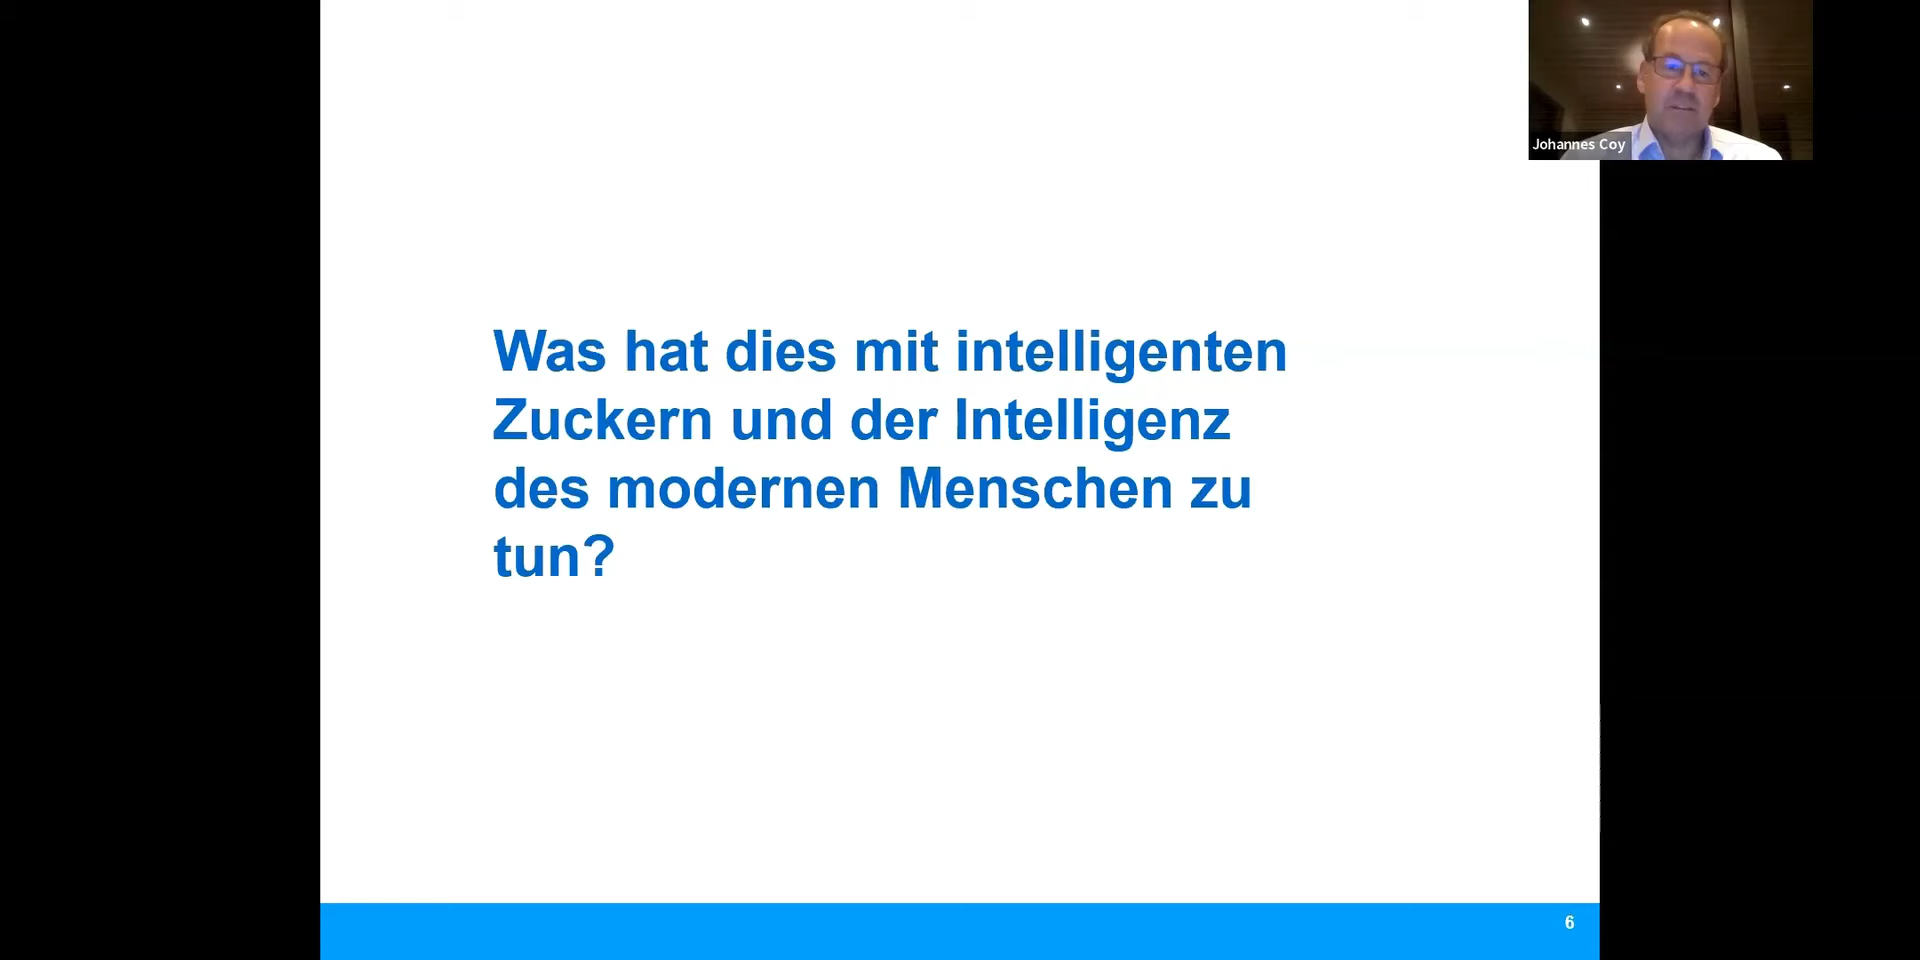 Johannes Coy
Was hat dies mit intelligenten
Zuckern und der Intelligenz
des modernen Menschen zu
tun?
6